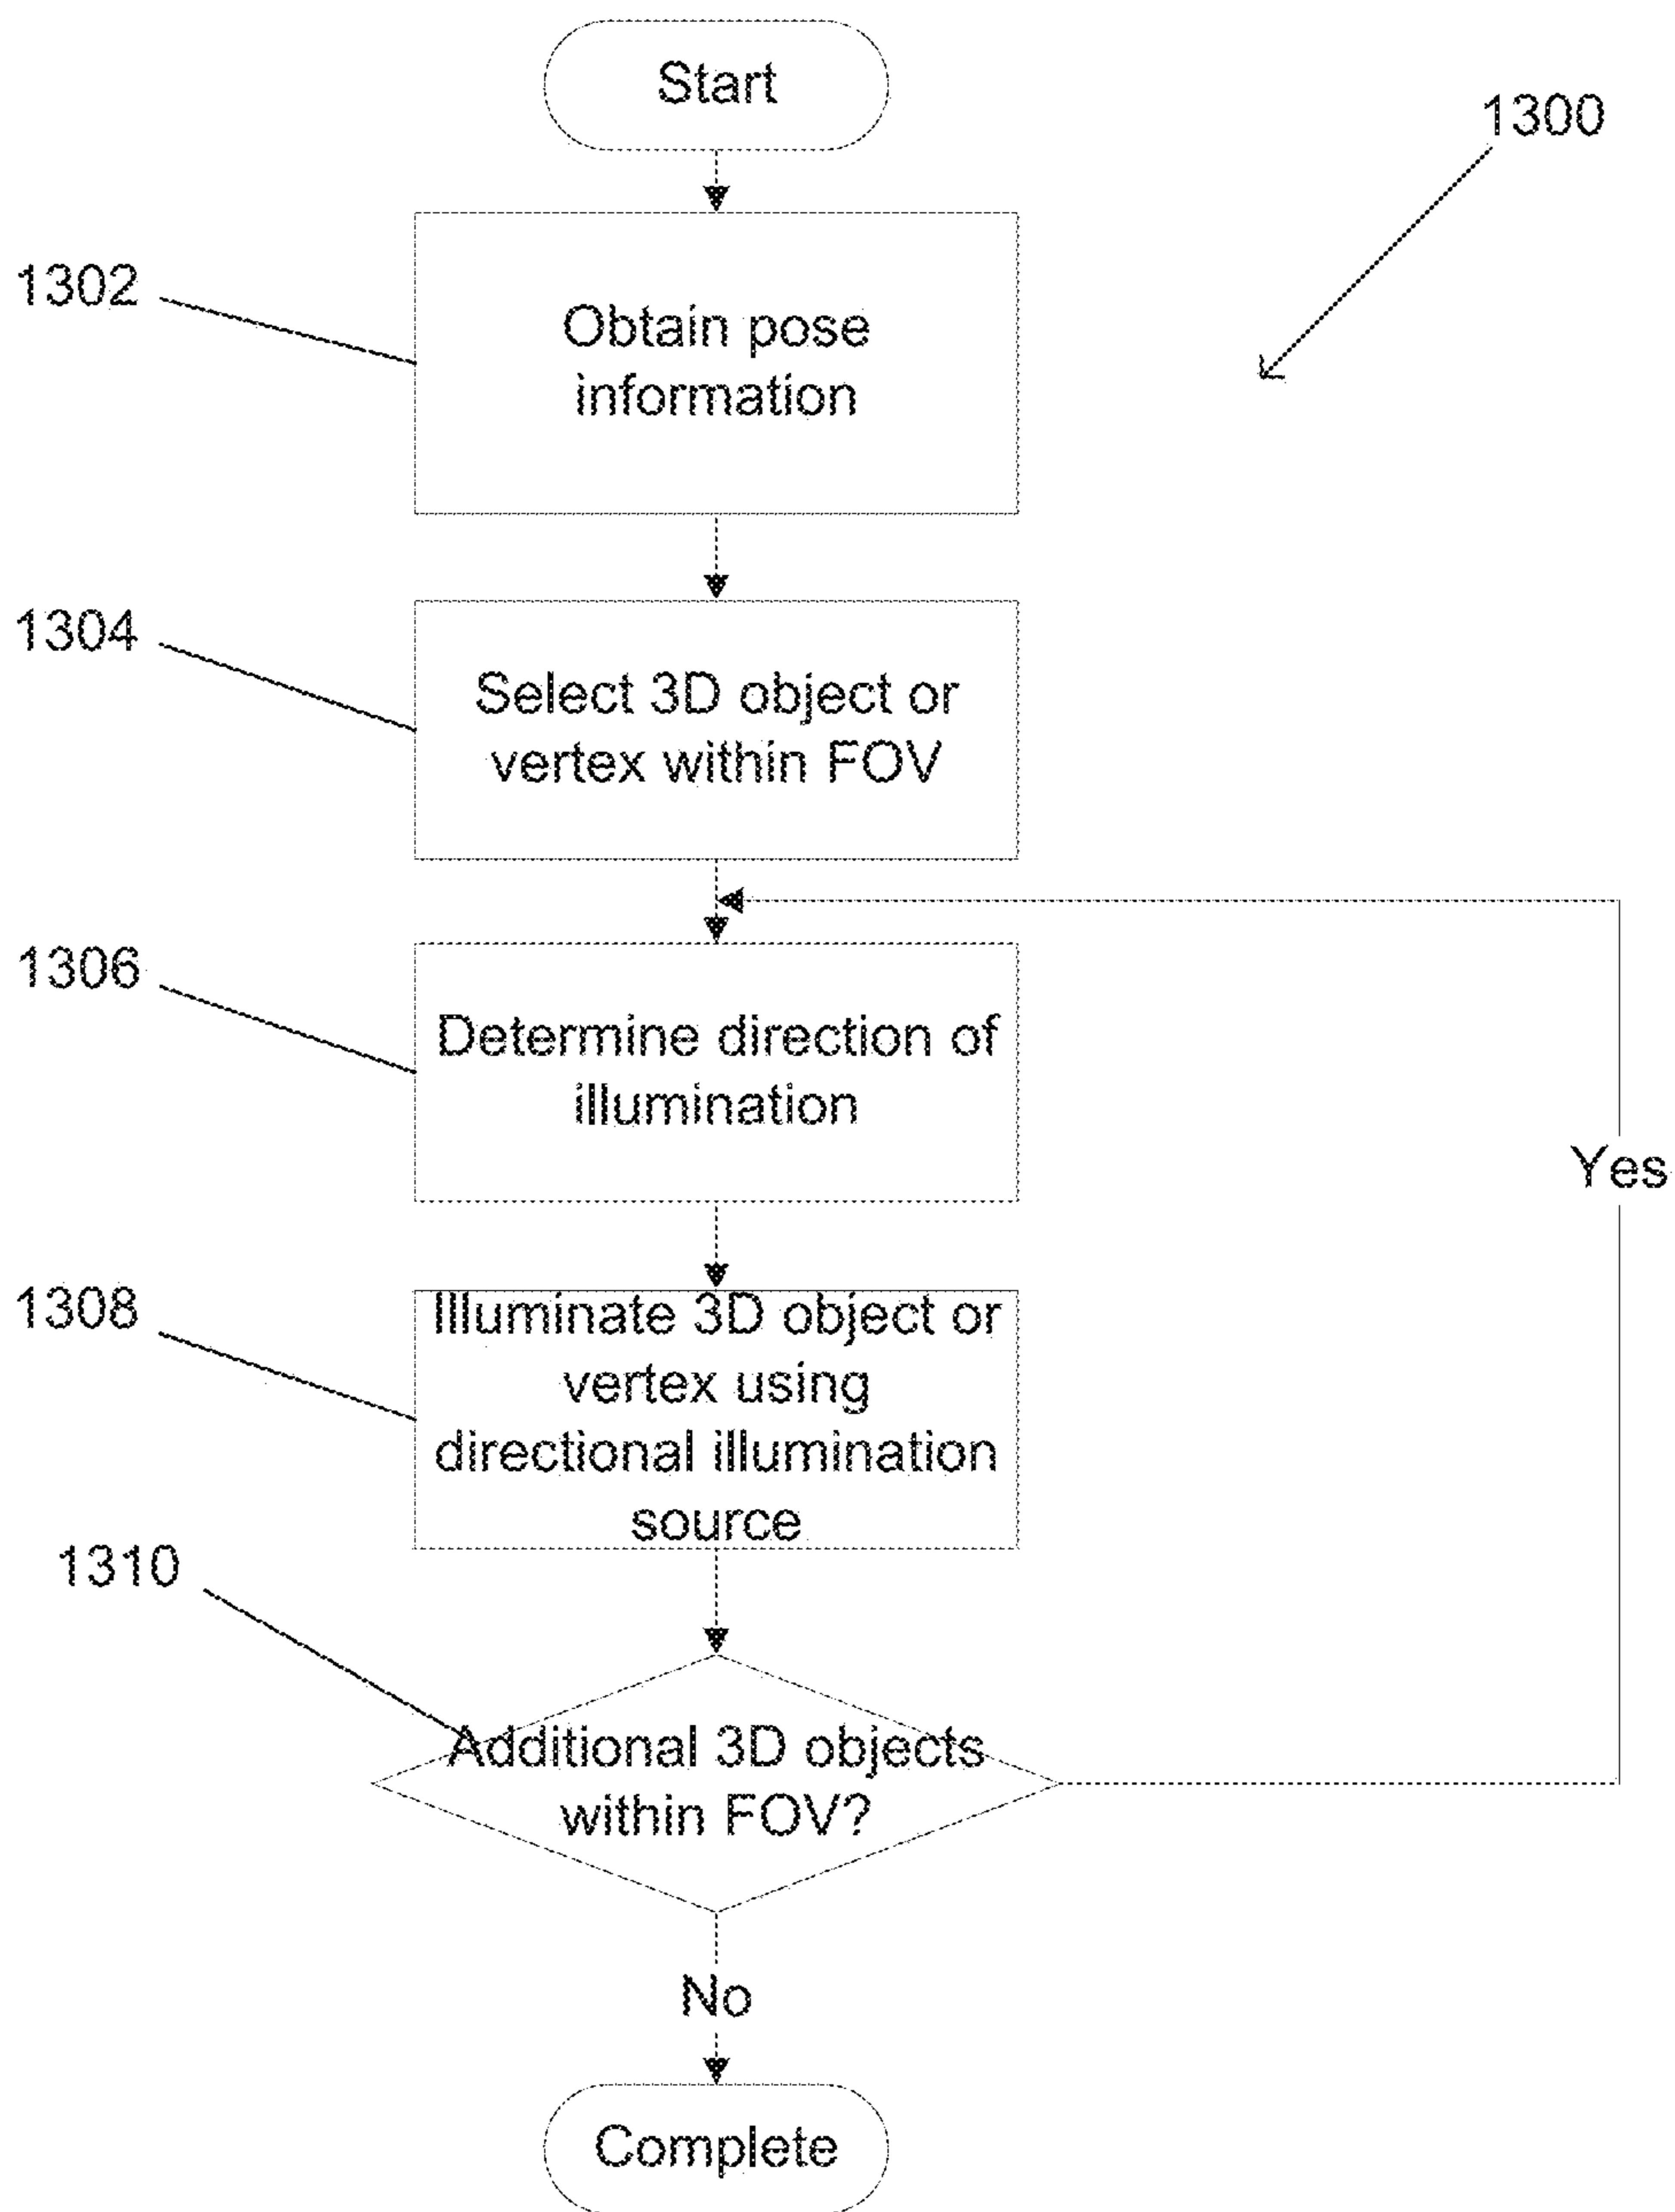 Start
1300
1302
Obtain pose
information
1304
Select 3D object or
vertex within FOV
1306
Determine direction of
illumination
Yes
1308
Illuminate 3D object or
vertex using
directional illumination
source
1310
Additional 3D objects
within FOV?
No
Complete